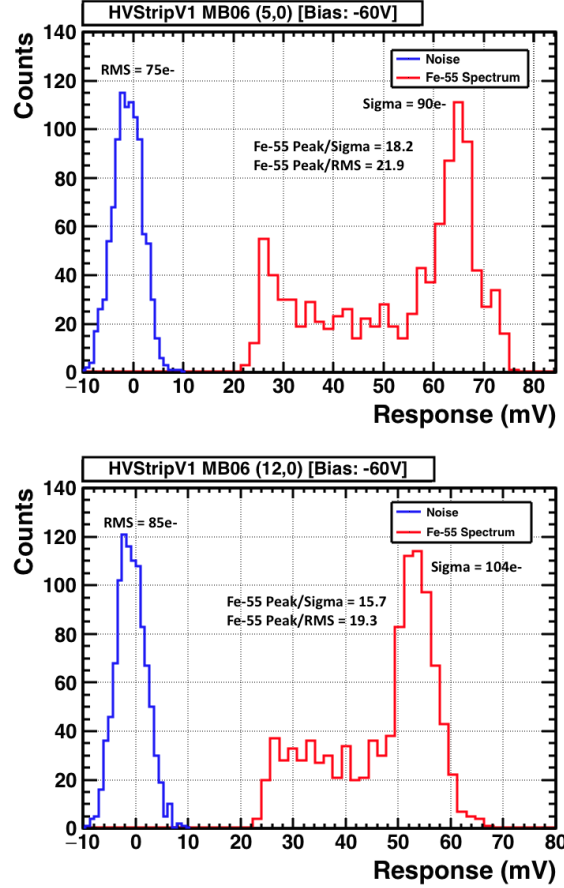 HVStripV1 MB06 (5,0) [Bias: -60V]
Counts
140
120
100
80
60
40
20
0
RMS = 75e-
Noise
Fe-55 Spectrum
Sigma = 90e-
Fe-55 Peak/Sigma = 18.2
Fe-55 Peak/RMS = 21.9
−10 0 10 20 30 40 50 60 70 80
Response (mV)
HVStripV1 MB06 (12,0) [Bias: -60V]
Counts
140
120
100
80
60
40
20
0
RMS = 85e-
Noise
Fe-55 Spectrum
Sigma = 104e-
Fe-55 Peak/Sigma = 15.7
Fe-55 Peak/RMS = 19.3
−10 0 10 20 30 40 50 60 70 80
Response (mV)